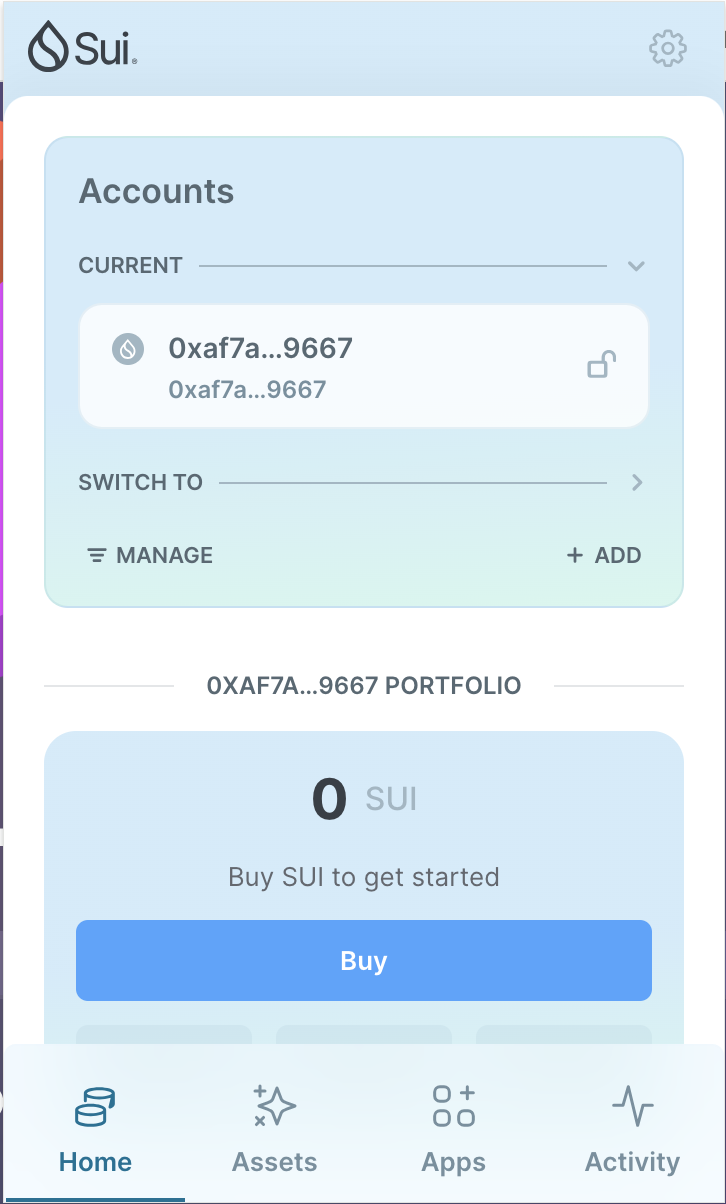 Sui®
Accounts
CURRENT
0xaf7a...9667
0xaf7a...9667
SWITCH TO
MANAGE
+ ADD
0XAF7A...9667 PORTFOLIO
0 SUI
Buy SUI to get started
Buy
Home Assets Apps Activity